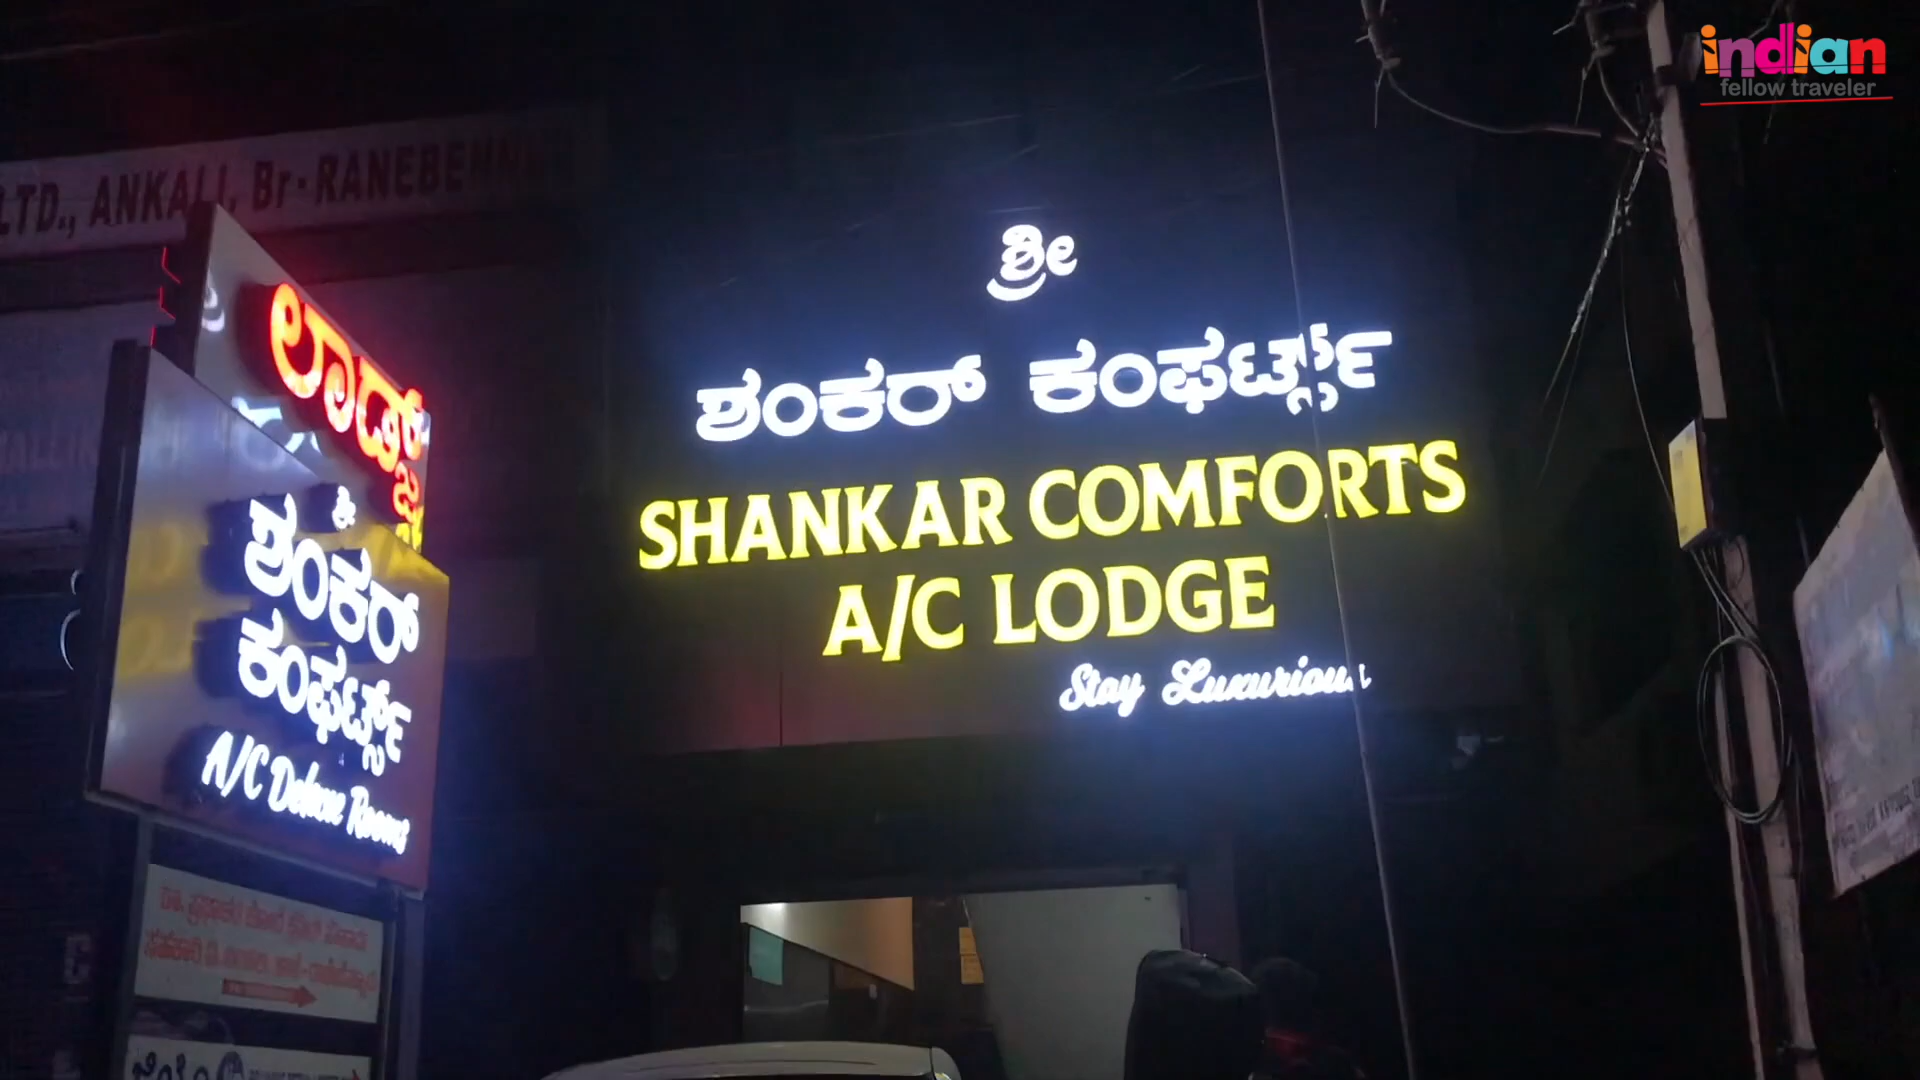 indian
fellow traveler
LTD., ANKALI, Br-RANEBENNUR
ಶ್ರೀ
ಶಂಕರ್ ಕಂಫರ್ಟ್ಸ್
SHANKAR COMFORTS
A/C LODGE
Stay Luxurious
ಲಾಡ್ಜ್
ಶ್ರೀ
ಶಂಕರ್
ಕಂಫರ್ಟ್ಸ್
A/C Deluxe Rooms